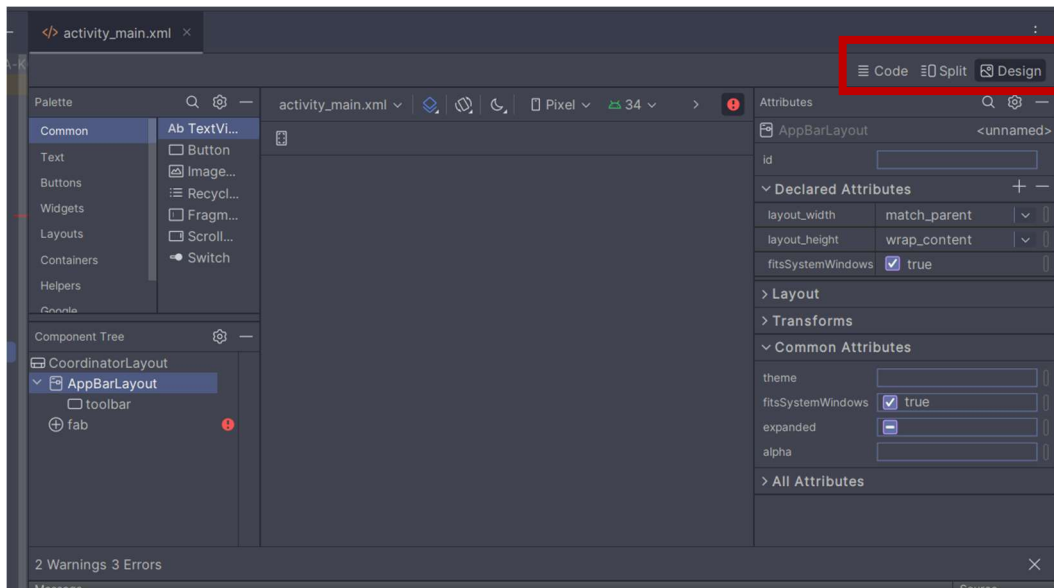 activity_main.xml
Code Split Design
Palette
activity_main.xml
Pixel
34
Attributes
Common
Text
Buttons
Widgets
Layouts
Containers
Helpers
Google
Ab TextVi...
Button
Image...
Recycl...
Fragm...
Scroll...
Switch
AppBarLayout <unnamed>
id
Declared Attributes
layout_width match_parent
layout_height wrap_content
fitsSystemWindows true
Layout
Transforms
Common Attributes
theme
fitsSystemWindows true
expanded
alpha
All Attributes
Component Tree
CoordinatorLayout
AppBarLayout
toolbar
fab
2 Warnings 3 Errors
Message
Source